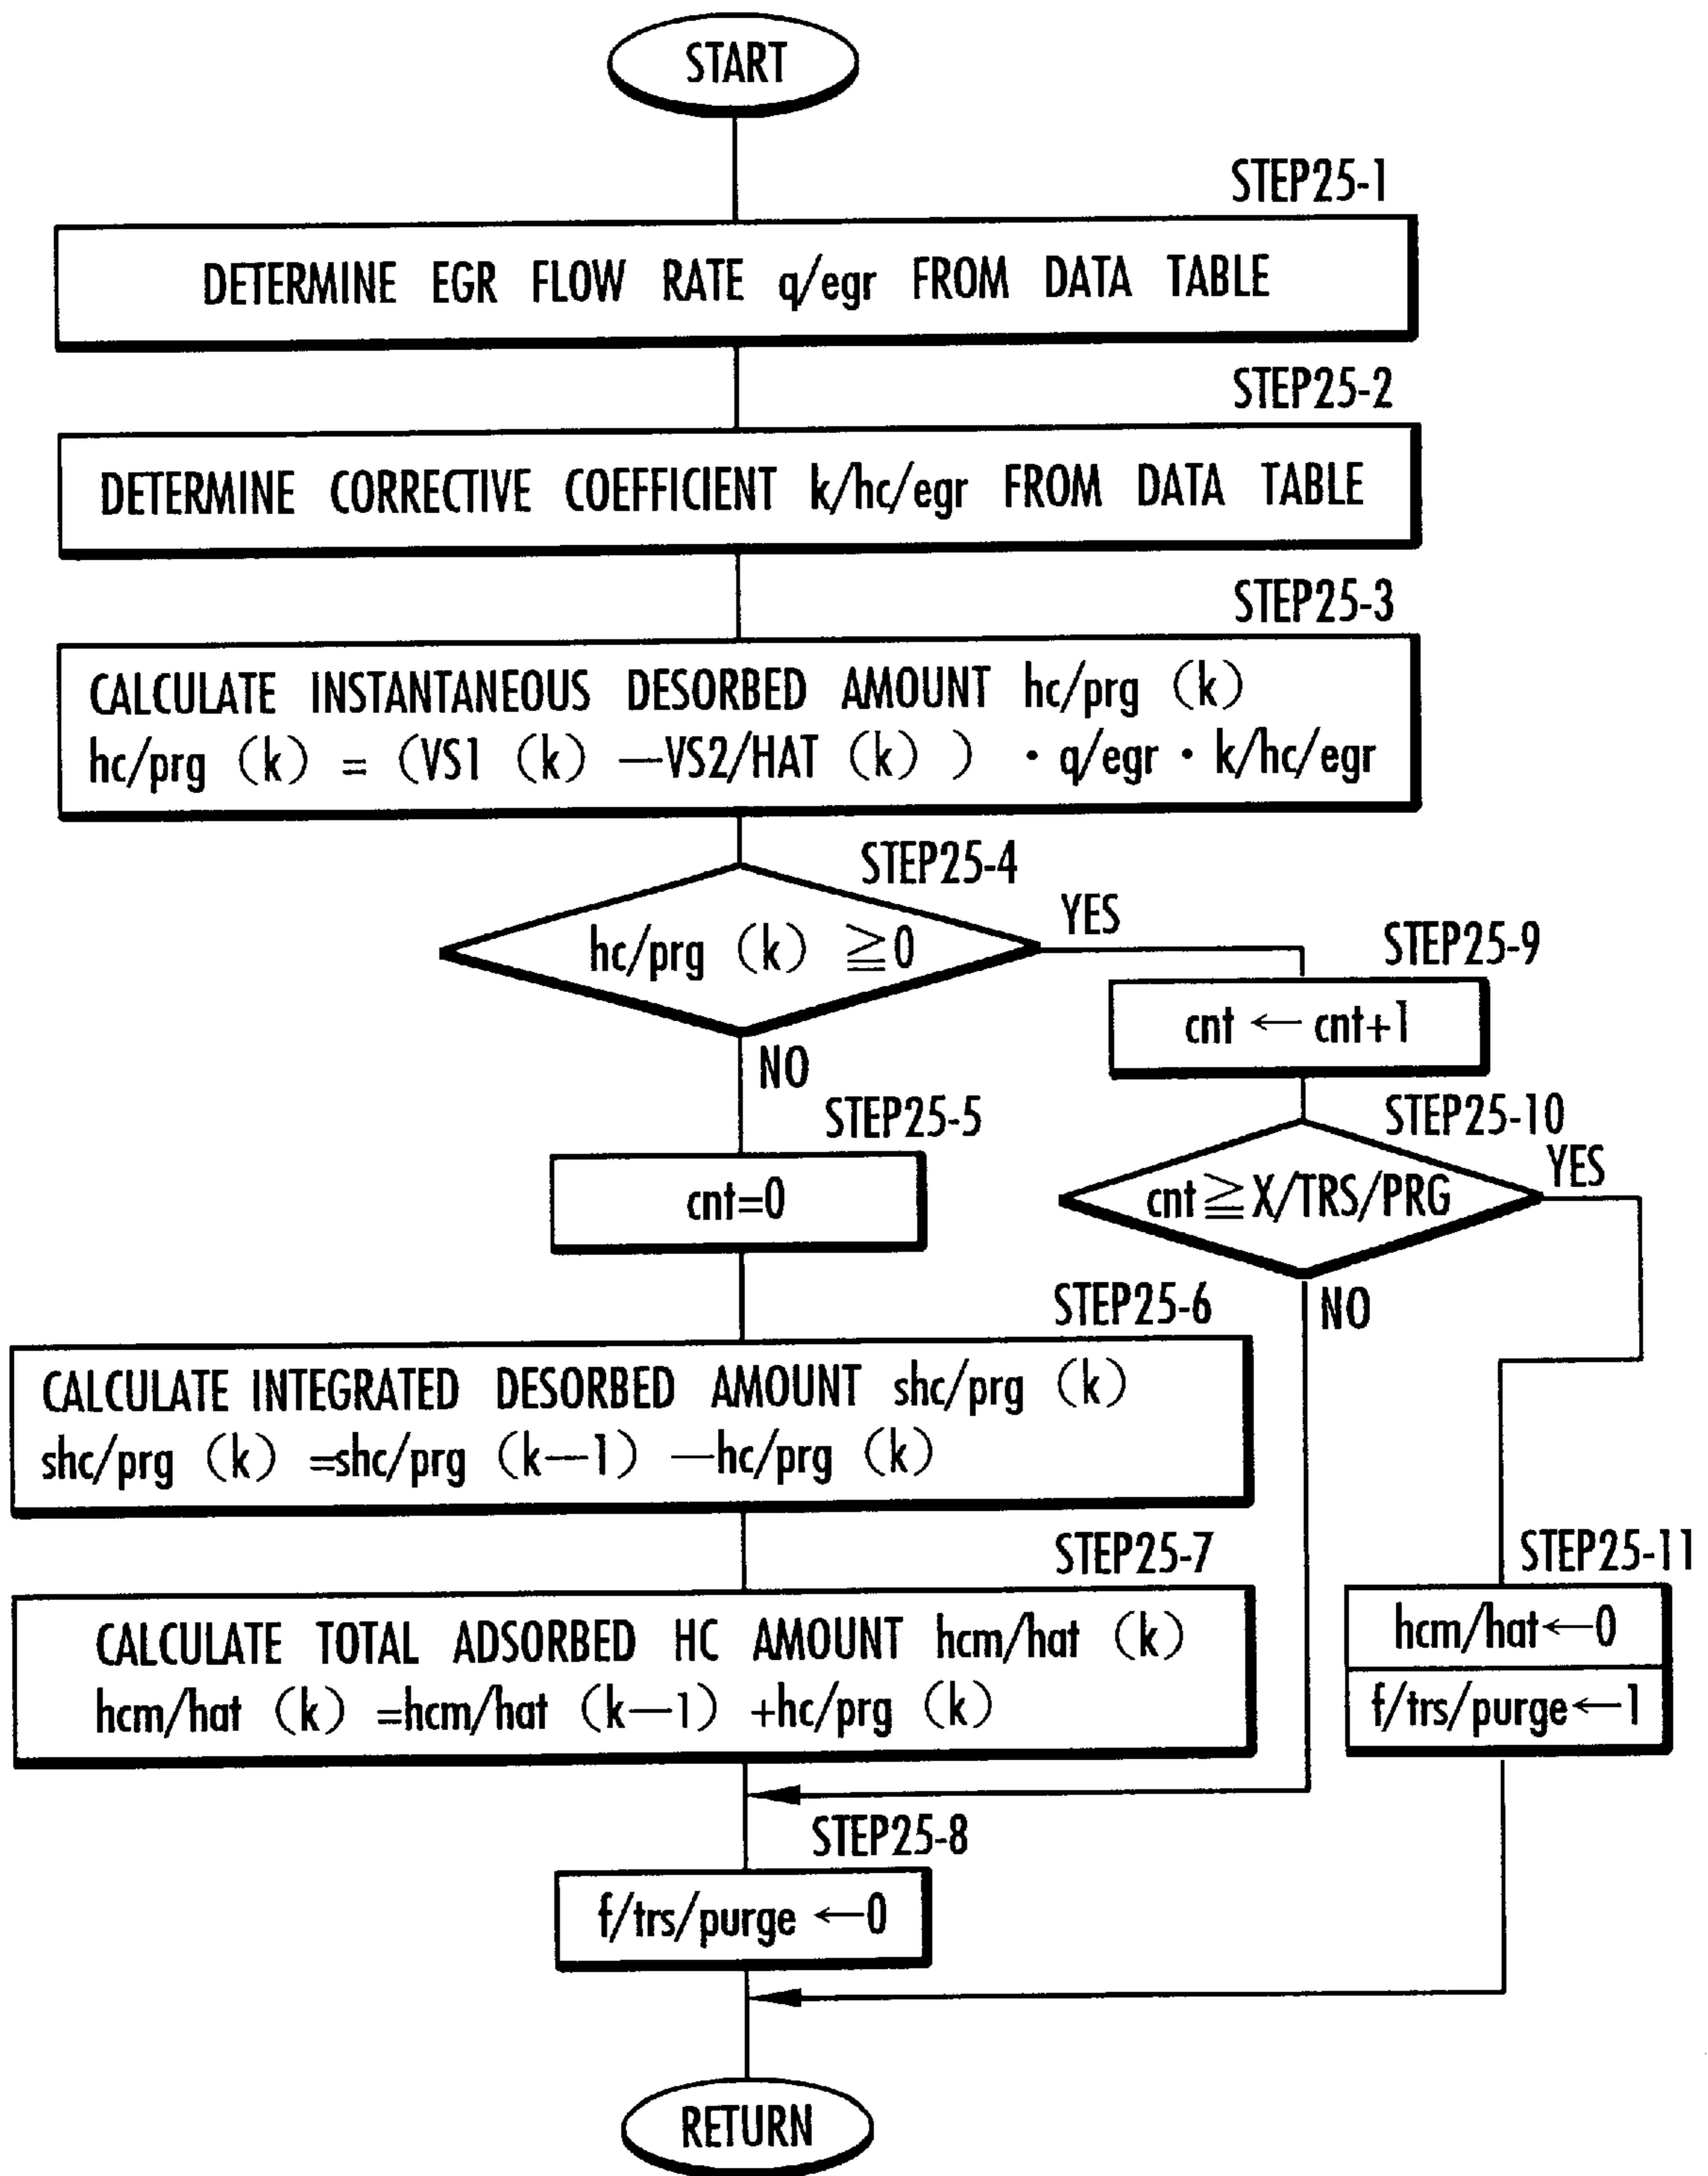 START
STEP25-1
DETERMINE EGR FLOW RATE q/egr FROM DATA TABLE
STEP25-2
DETERMINE CORRECTIVE COEFFICIENT k/hc/egr FROM DATA TABLE
STEP25-3
CALCULATE INSTANTANEOUS DESORBED AMOUNT hc/prg (k)
hc/prg (k) = (VS1 (k) —VS2/HAT (k) ) · q/egr · k/hc/egr
STEP25-4
hc/prg (k) ≧0
YES
NO
STEP25-9
cnt ← cnt+1
STEP25-10
cnt≧X/TRS/PRG
YES
NO
STEP25-5
cnt=0
STEP25-6
CALCULATE INTEGRATED DESORBED AMOUNT shc/prg (k)
shc/prg (k) =shc/prg (k—1) —hc/prg (k)
STEP25-7
CALCULATE TOTAL ADSORBED HC AMOUNT hcm/hat (k)
hcm/hat (k) =hcm/hat (k—1) +hc/prg (k)
STEP25-11
hcm/hat←0
f/trs/purge←1
STEP25-8
f/trs/purge ←0
RETURN